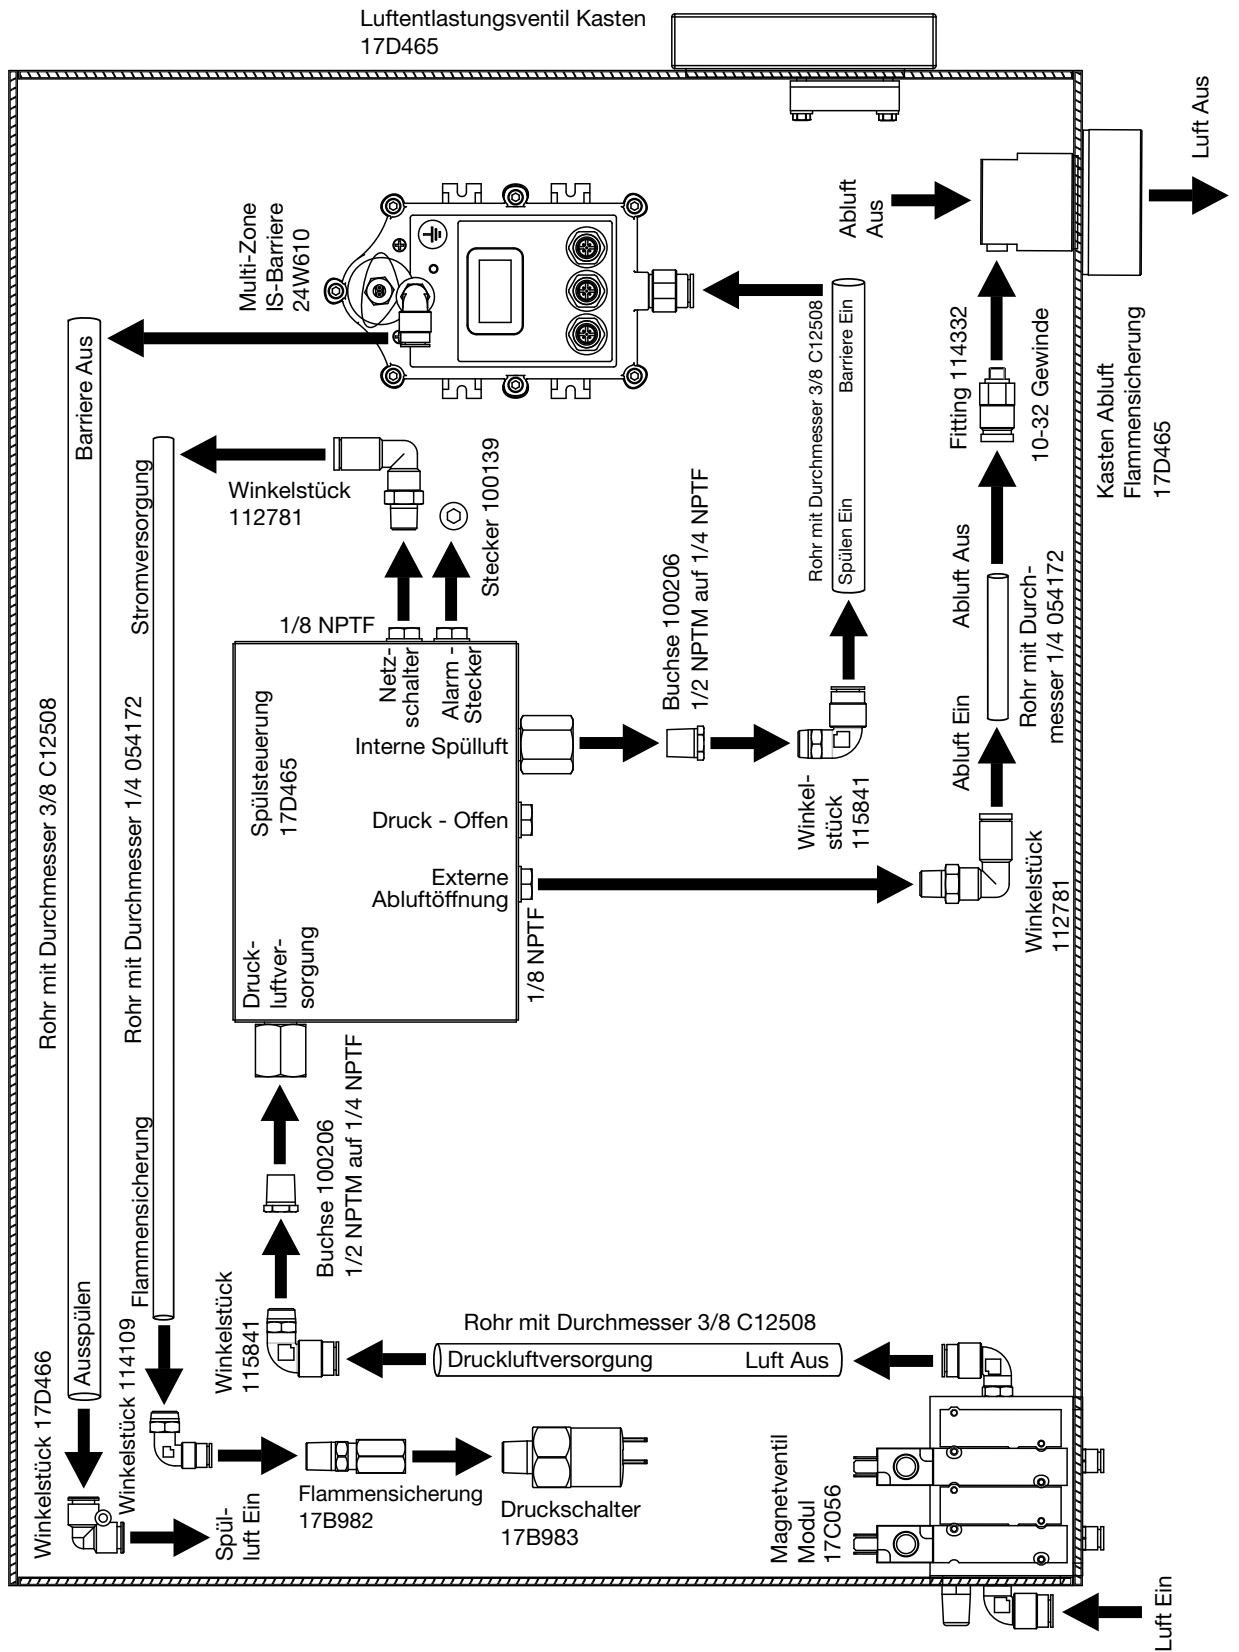 Luftentlastungsventil Kasten
17D465
Luft Aus
Multi-Zone
IS-Barriere
24W610
Abluft
Aus
Barriere Aus
Rohr mit Durchmesser 3/8 C12508
Ausspülen
Stromversorgung
Rohr mit Durchmesser 1/4 054172
Flammensicherung
Winkelstück
112781
Stecker 100139
Rohr mit Durchmesser 3/8 C12508
Barriere Ein
Spülen Ein
Fitting 114332
10-32 Gewinde
Kasten Abluft
Flammensicherung
17D465
1/8 NPTF
Netz-
schalter
Alarm -
Stecker
Spülsteuerung
17D465
Interne Spülluft
Druck - Offen
Externe
Abluftöffnung
Druck-
luftver-
sorgung
1/8 NPTF
Buchse 100206
1/2 NPTM auf 1/4 NPTF
Winkel-
stück
115841
Abluft Aus
Abluft Ein
Rohr mit Durch-
messer 1/4 054172
Winkelstück
112781
Buchse 100206
1/2 NPTM auf 1/4 NPTF
Winkelstück
115841
Rohr mit Durchmesser 3/8 C12508
Druckluftversorgung
Luft Aus
Winkelstück 17D466
Winkelstück 114109
Spül-
luft Ein
Flammensicherung
17B982
Druckschalter
17B983
Magnetventil
Modul
17C056
Luft Ein